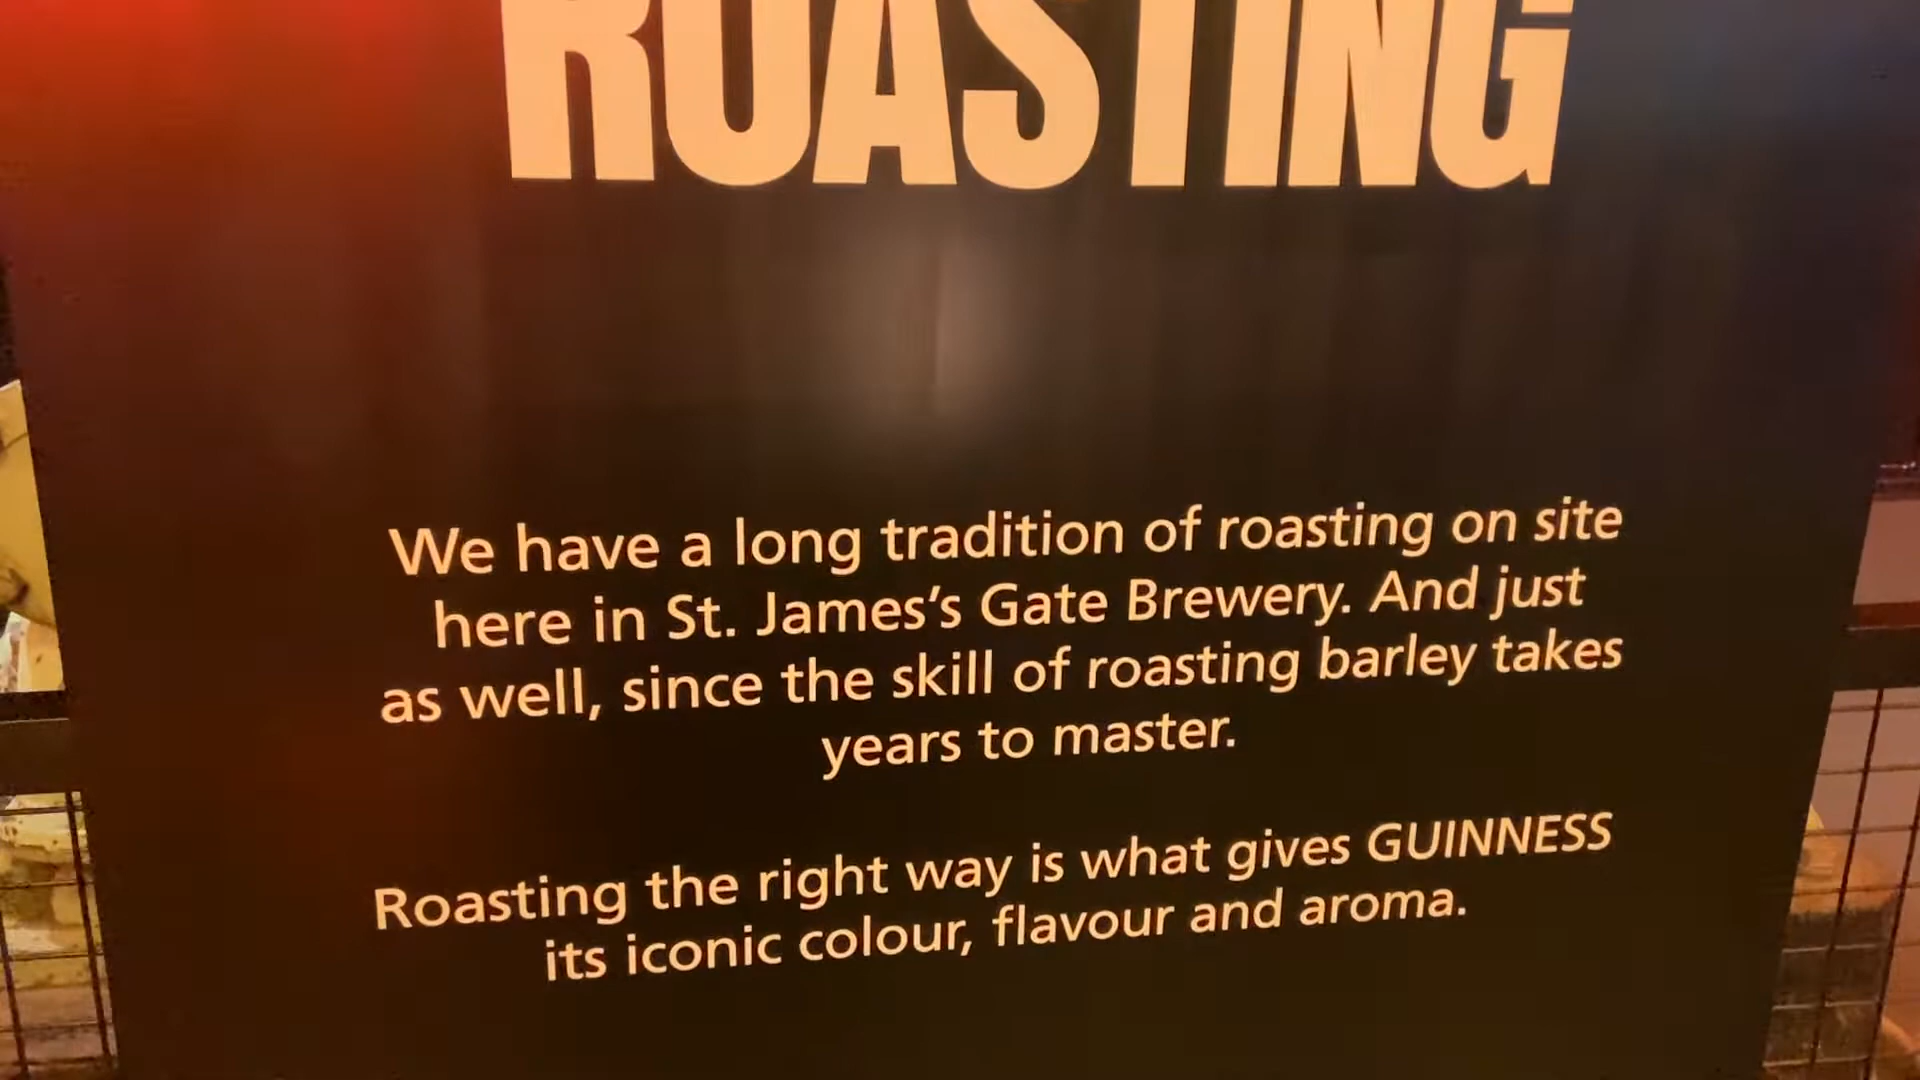 ROASTING
We have a long tradition of roasting on site
here in St. James’s Gate Brewery. And just
as well, since the skill of roasting barley takes
years to master.
Roasting the right way is what gives GUINNESS
its iconic colour, flavour and aroma.